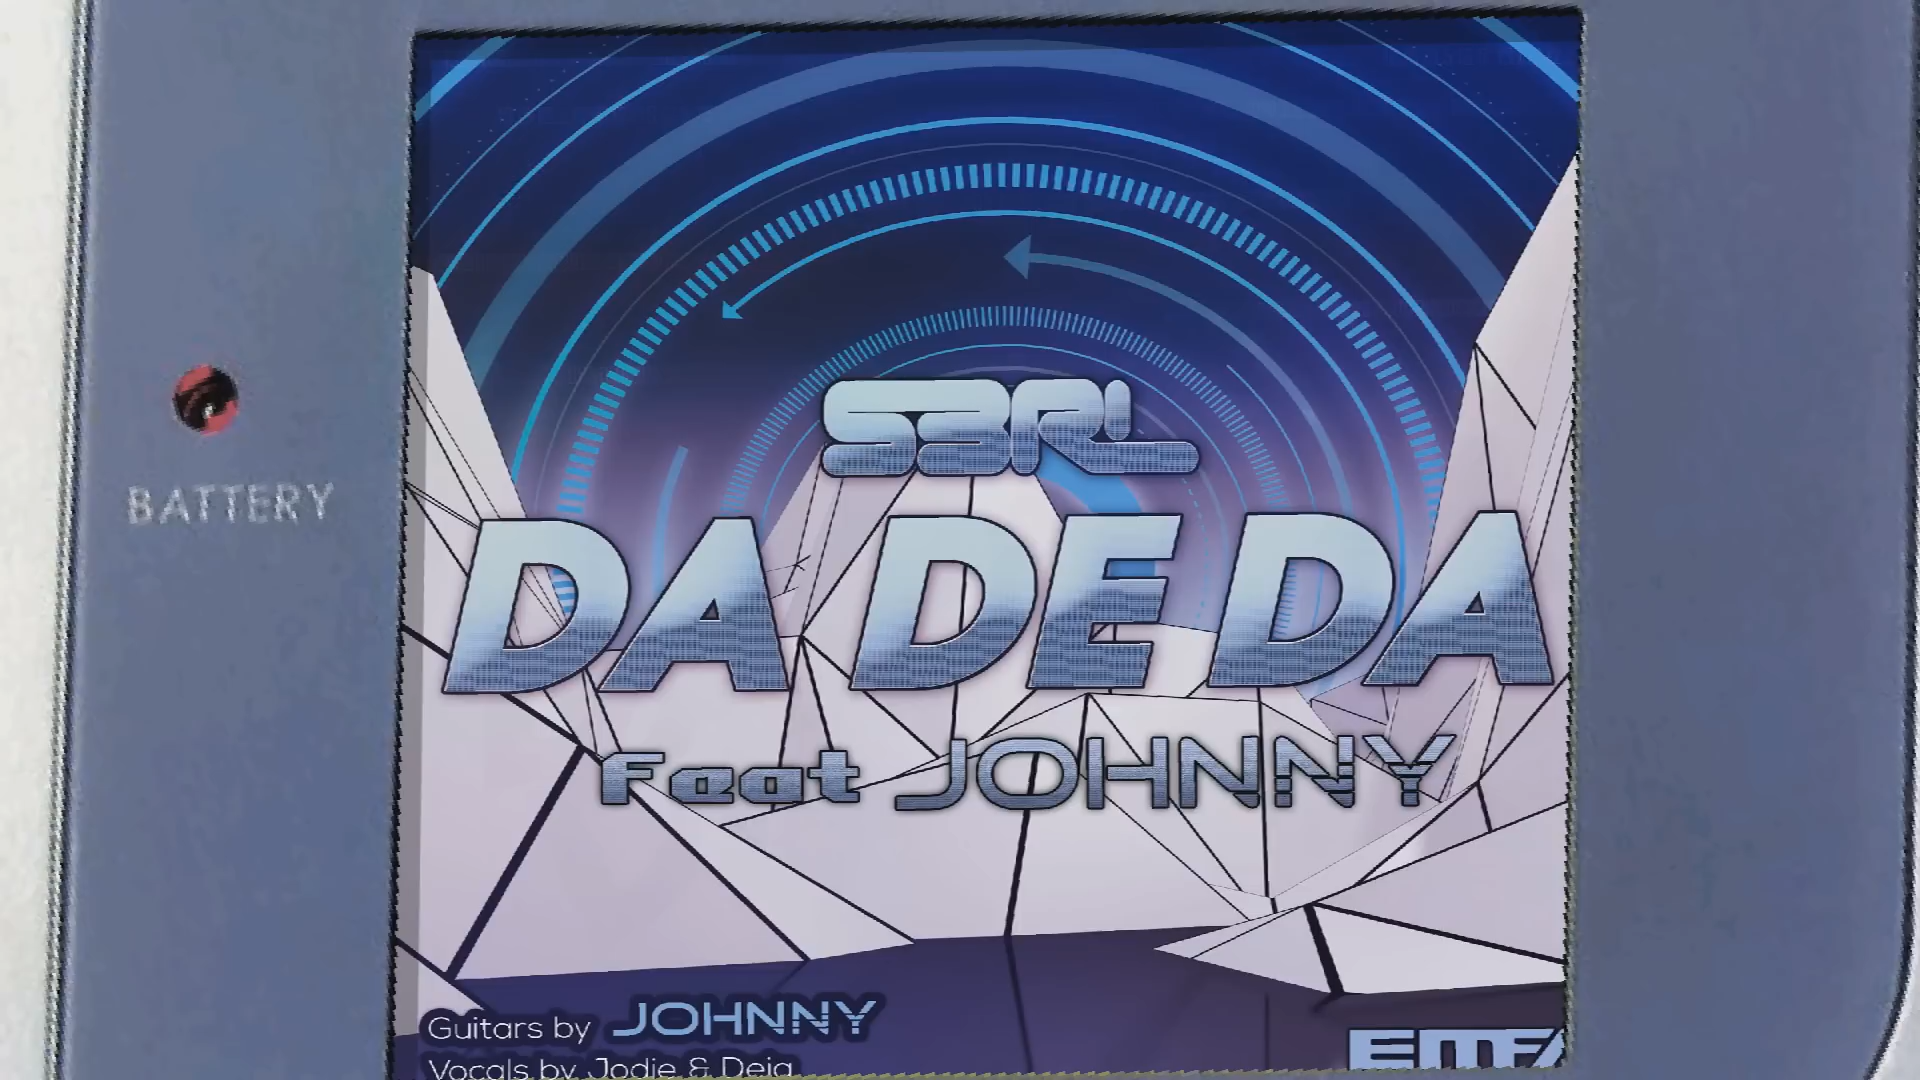 S3RL
DA DE DA
Feat JOHNNY
BATTERY
Guitars by JOHNNY
Vocals by Jodie & Deja